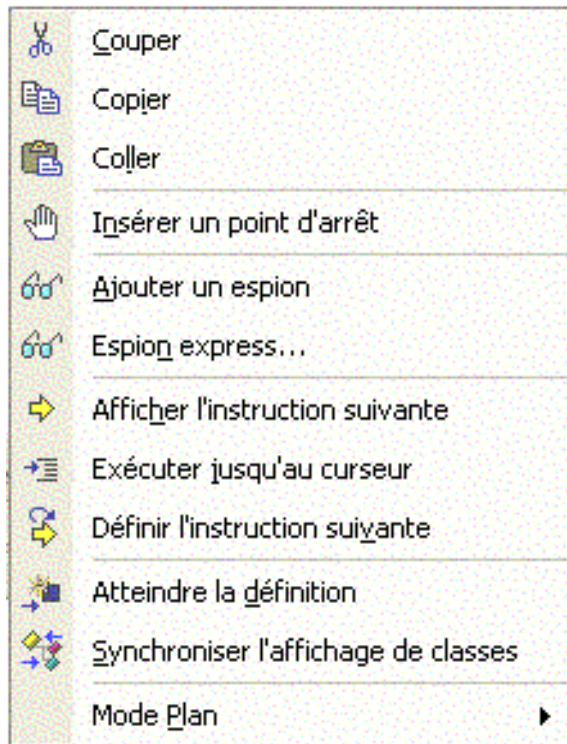 Couper
Copier
Coller
Insérer un point d'arrêt
Ajouter un espion
Espion express...
Afficher l'instruction suivante
Exécuter jusqu'au curseur
Définir l'instruction suivante
Atteindre la définition
Synchroniser l'affichage de classes
Mode Plan